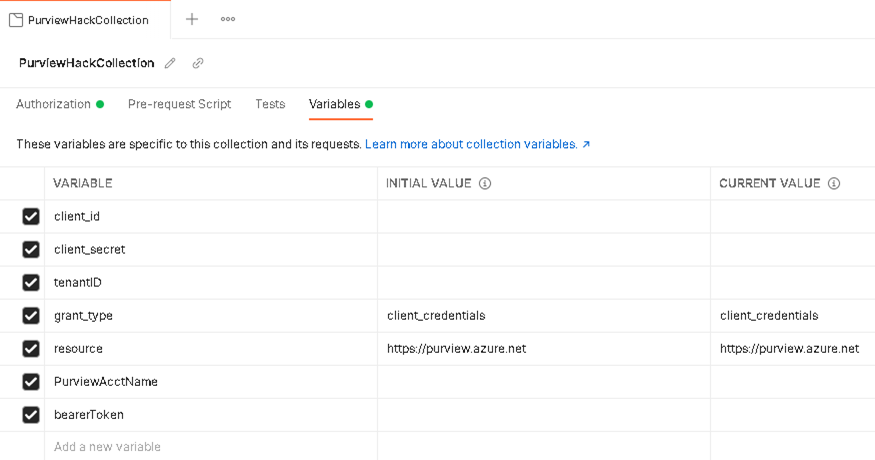 PurviewHackCollection
PurviewHackCollection
Authorization Pre-request Script Tests Variables
These variables are specific to this collection and its requests. Learn more about collection variables. ↗
VARIABLE INITIAL VALUE CURRENT VALUE
client_id
client_secret
tenantID
grant_type client_credentials client_credentials
resource https://purview.azure.net https://purview.azure.net
PurviewAcctName
bearerToken
Add a new variable